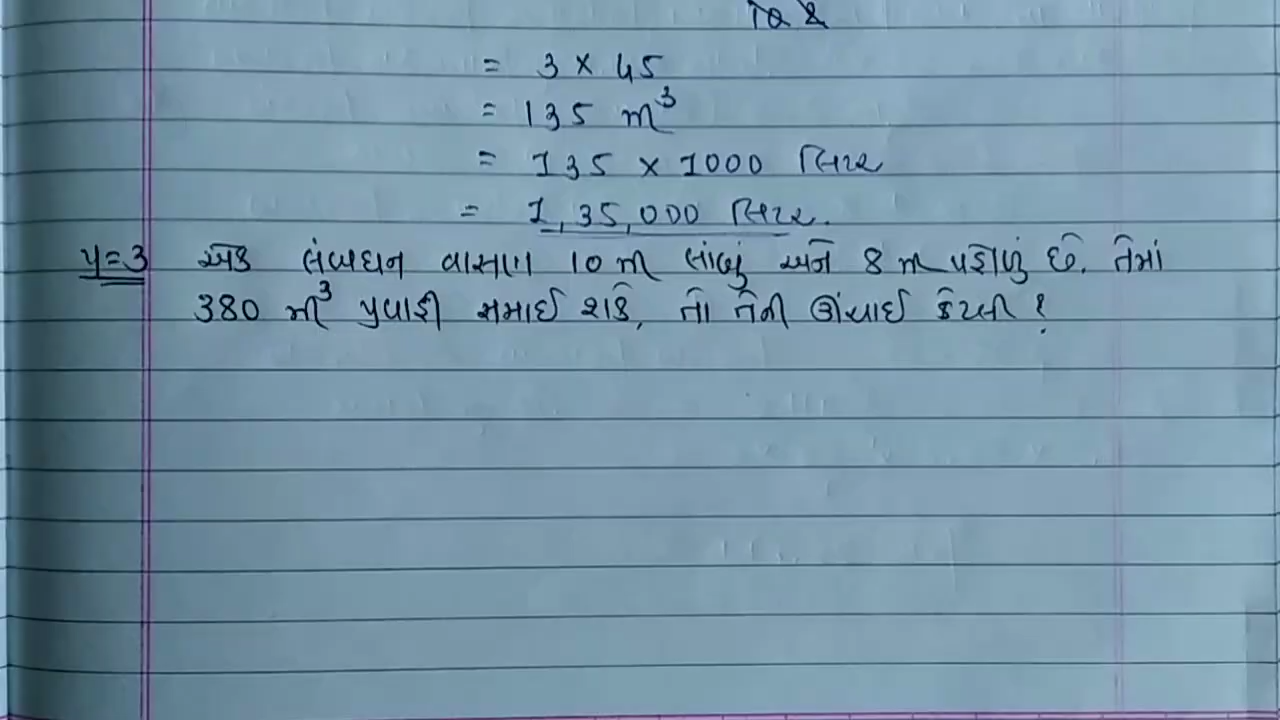 = 3 × 45
= 135 m³
= 135 × 1000 લિટર
= 1,35,000 લિટર.
પ્ર=3 એક લંબઘન વાસણ 10 m લાંબુ અને 8 m પહોળું છે. તેમાં
380 મી³ પ્રવાહી સમાઈ શકે, તો તેની ઊંચાઈ કેટલી ?